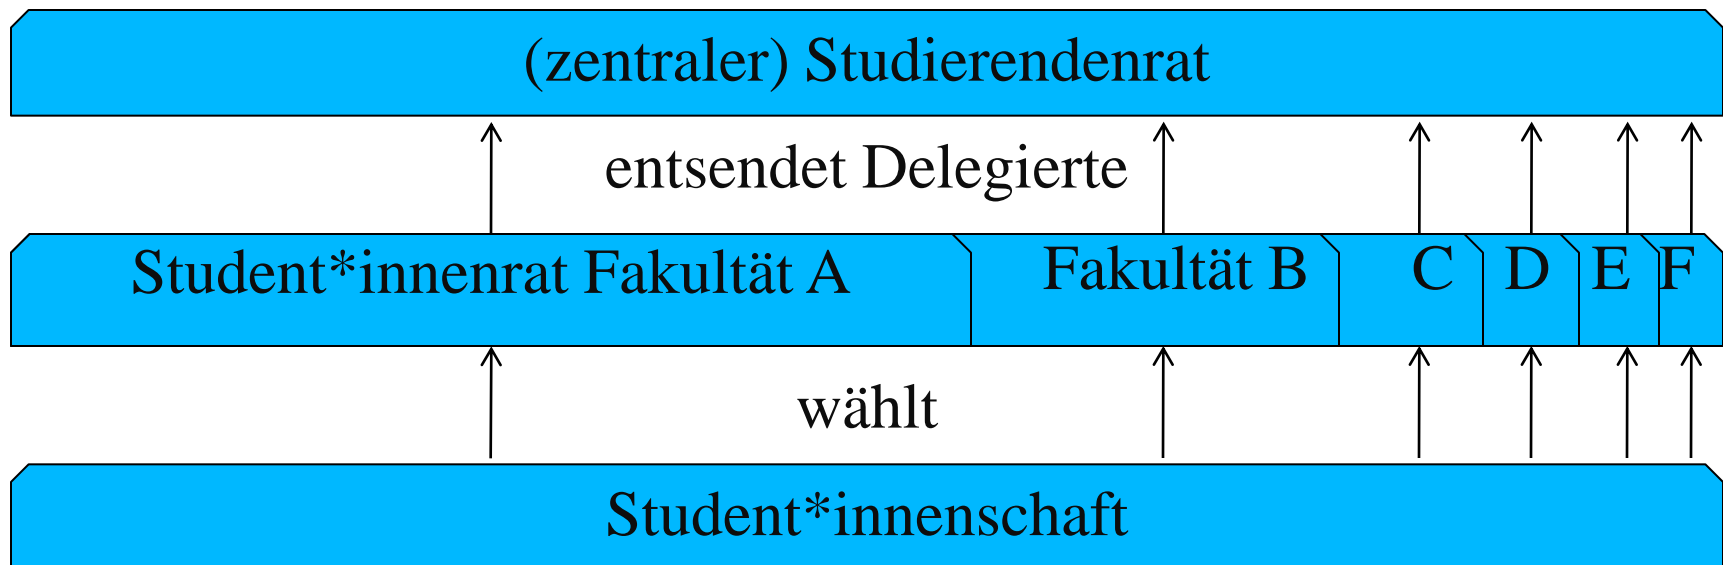 (zentraler) Studierendenrat
entsendet Delegierte
Student*innenrat Fakultät A Fakultät B C D E F
wählt
Student*innenschaft